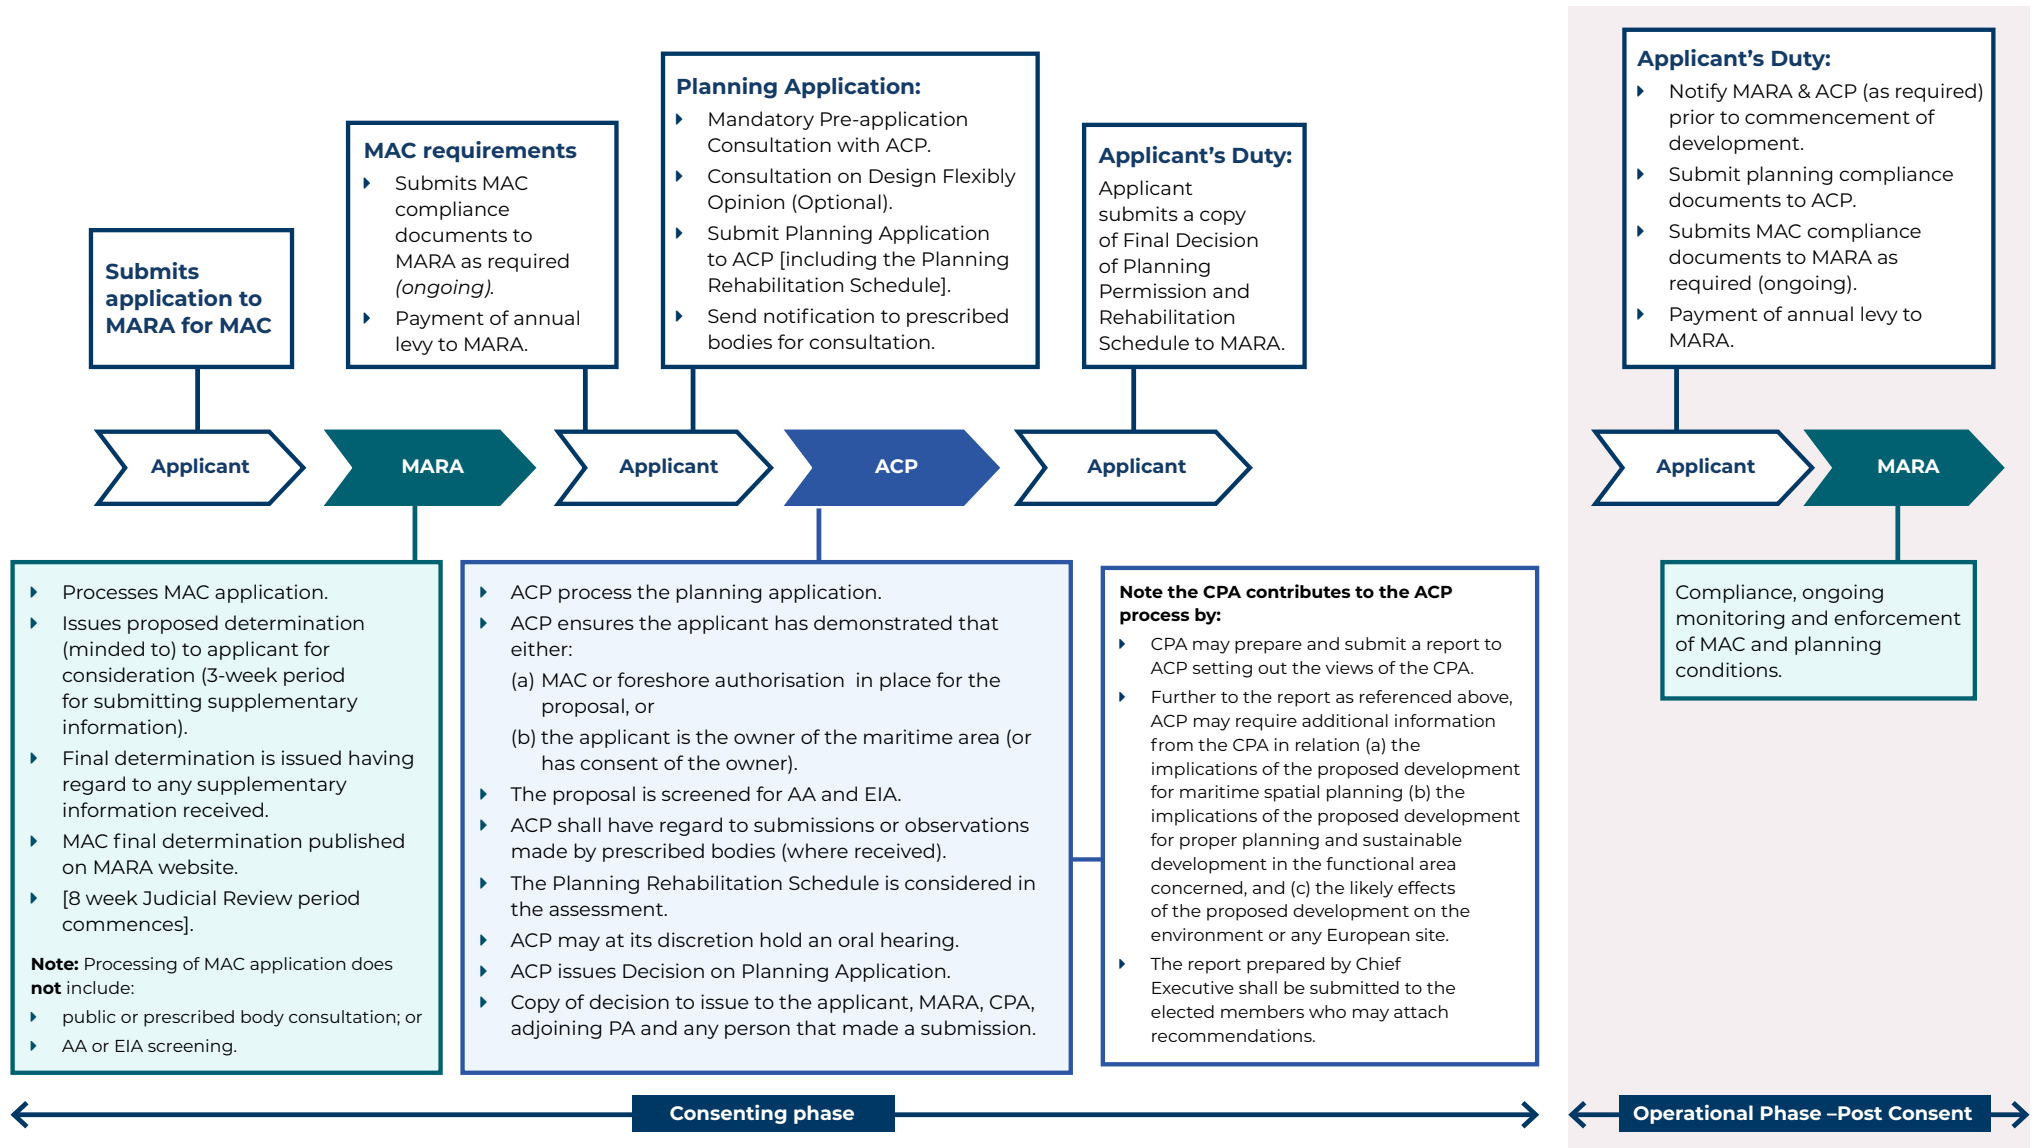 Submits
application to
MARA for MAC
MAC requirements
Submits MAC
compliance
documents to
MARA as required
(ongoing).
Payment of annual
levy to MARA.
Planning Application:
Mandatory Pre-application
Consultation with ACP.
Consultation on Design Flexibly
Opinion (Optional).
Submit Planning Application
to ACP [including the Planning
Rehabilitation Schedule].
Send notification to prescribed
bodies for consultation.
Applicant’s Duty:
Applicant
submits a copy
of Final Decision
of Planning
Permission and
Rehabilitation
Schedule to MARA.
Applicant’s Duty:
Notify MARA & ACP (as required)
prior to commencement of
development.
Submit planning compliance
documents to ACP.
Submits MAC compliance
documents to MARA as
required (ongoing).
Payment of annual levy to
MARA.
Applicant
MARA
Applicant
ACP
Applicant
Applicant
MARA
Processes MAC application.
Issues proposed determination
(minded to) to applicant for
consideration (3-week period
for submitting supplementary
information).
Final determination is issued having
regard to any supplementary
information received.
MAC final determination published
on MARA website.
[8 week Judicial Review period
commences].
Note: Processing of MAC application does
not include:
public or prescribed body consultation; or
AA or EIA screening.
ACP process the planning application.
ACP ensures the applicant has demonstrated that
either:
(a) MAC or foreshore authorisation in place for the
proposal, or
(b) the applicant is the owner of the maritime area (or
has consent of the owner).
The proposal is screened for AA and EIA.
ACP shall have regard to submissions or observations
made by prescribed bodies (where received).
The Planning Rehabilitation Schedule is considered in
the assessment.
ACP may at its discretion hold an oral hearing.
ACP issues Decision on Planning Application.
Copy of decision to issue to the applicant, MARA, CPA,
adjoining PA and any person that made a submission.
Note the CPA contributes to the ACP
process by:
CPA may prepare and submit a report to
ACP setting out the views of the CPA.
Further to the report as referenced above,
ACP may require additional information
from the CPA in relation (a) the
implications of the proposed development
for maritime spatial planning (b) the
implications of the proposed development
for proper planning and sustainable
development in the functional area
concerned, and (c) the likely effects
of the proposed development on the
environment or any European site.
The report prepared by Chief
Executive shall be submitted to the
elected members who may attach
recommendations.
Compliance, ongoing
monitoring and enforcement
of MAC and planning
conditions.
Consenting phase
Operational Phase –Post Consent